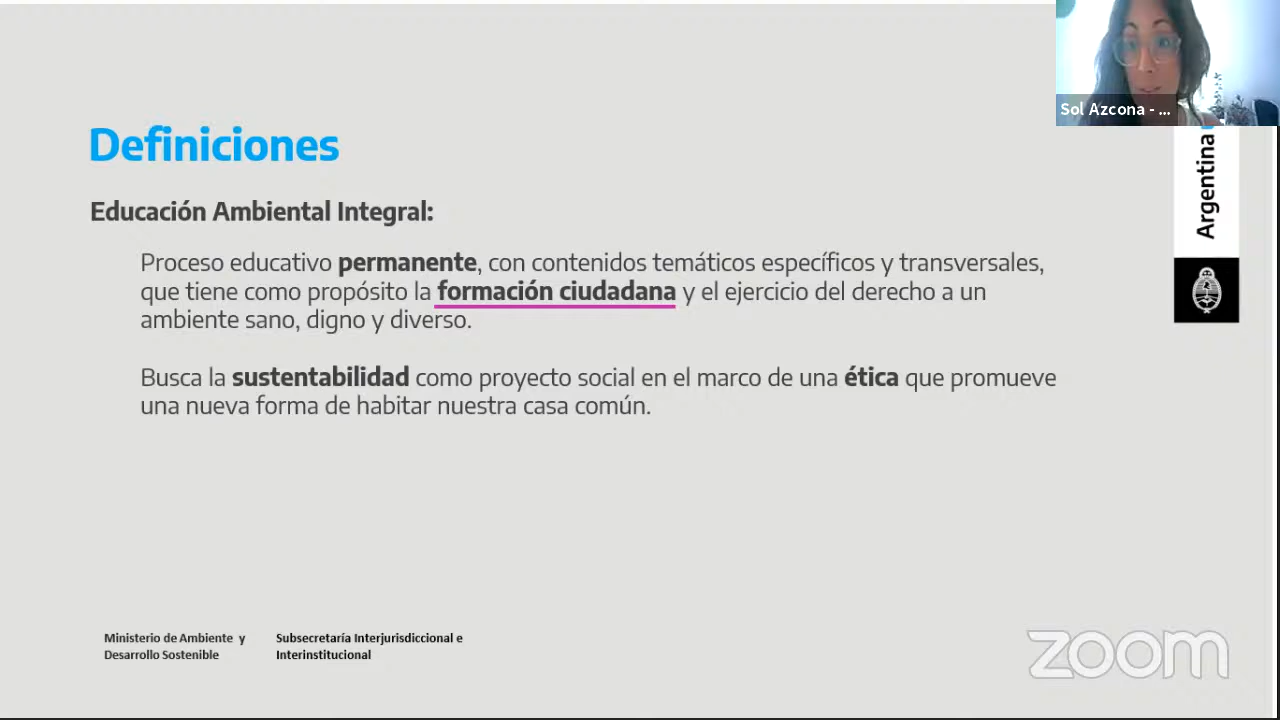 Sol Azcona - ...
Definiciones
Argentina
Educación Ambiental Integral:
Proceso educativo permanente, con contenidos temáticos específicos y transversales,
que tiene como propósito la formación ciudadana y el ejercicio del derecho a un
ambiente sano, digno y diverso.
Busca la sustentabilidad como proyecto social en el marco de una ética que promueve
una nueva forma de habitar nuestra casa común.
Ministerio de Ambiente y
Desarrollo Sostenible
Subsecretaría Interjurisdiccional e
Interinstitucional
zoom